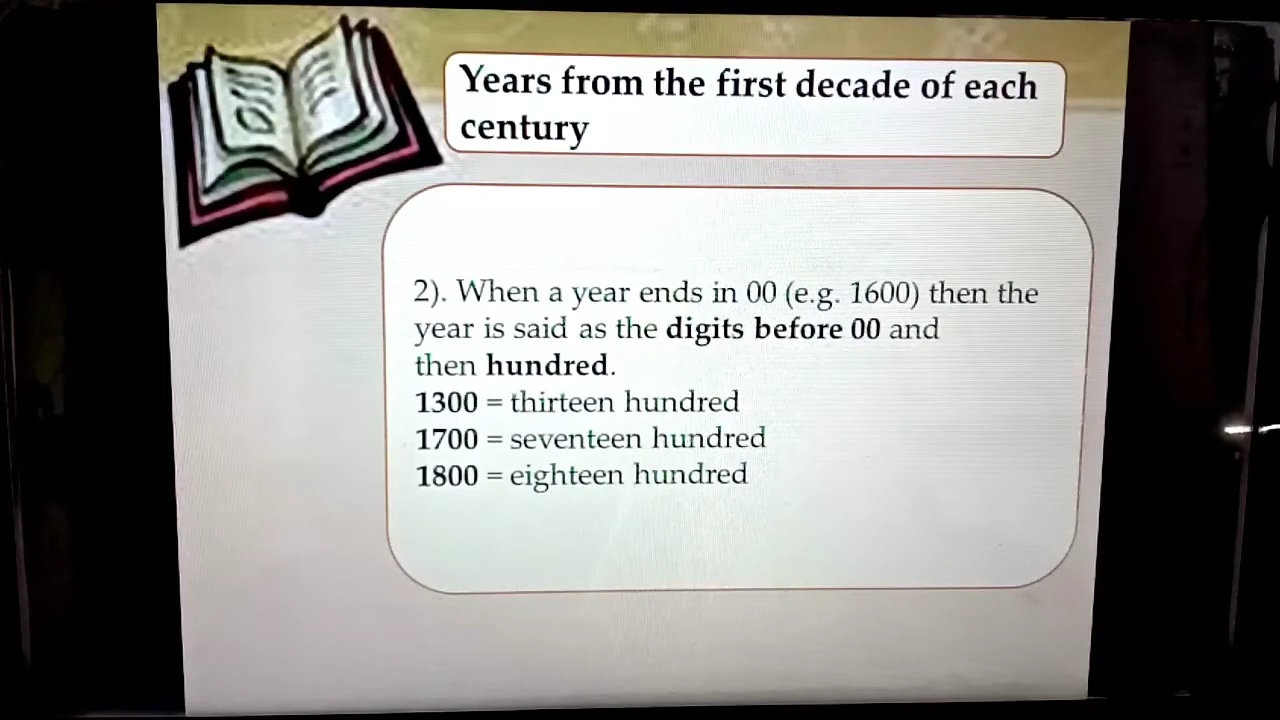 Years from the first decade of each
century
2). When a year ends in 00 (e.g. 1600) then the
year is said as the digits before 00 and
then hundred.
1300 = thirteen hundred
1700 = seventeen hundred
1800 = eighteen hundred